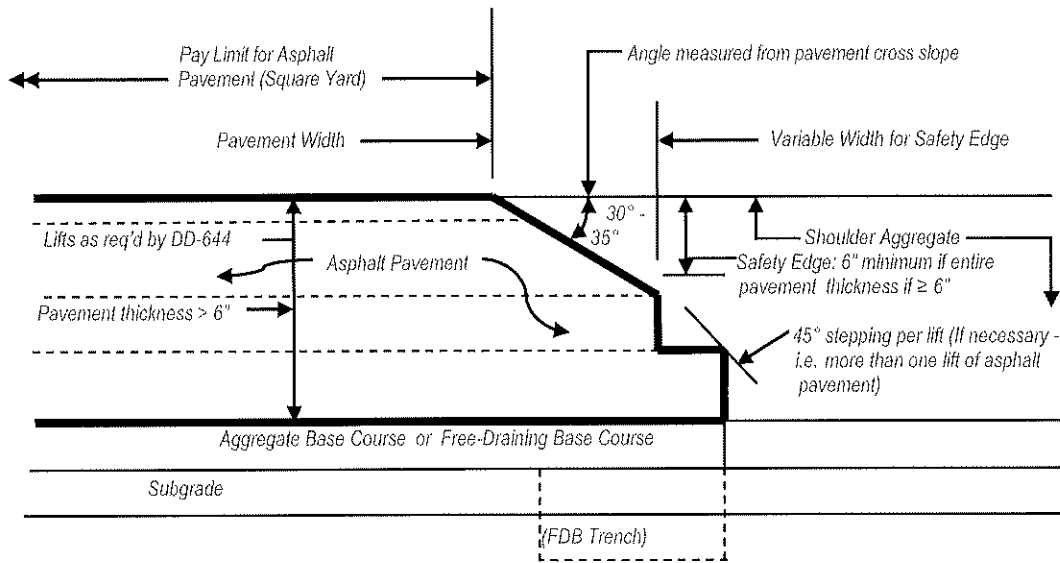 Pay Limit for Asphalt
Pavement (Square Yard)
Angle measured from pavement cross slope
Pavement Width
Variable Width for Safety Edge
30° -
35°
Lifts as req'd by DD-644
Shoulder Aggregate
Asphalt Pavement
Safety Edge: 6" minimum if entire
pavement thickness if ≥ 6"
Pavement thickness > 6"
45° stepping per lift (If necessary -
i.e. more than one lift of asphalt
pavement)
Aggregate Base Course or Free-Draining Base Course
Subgrade
(FDB Trench)